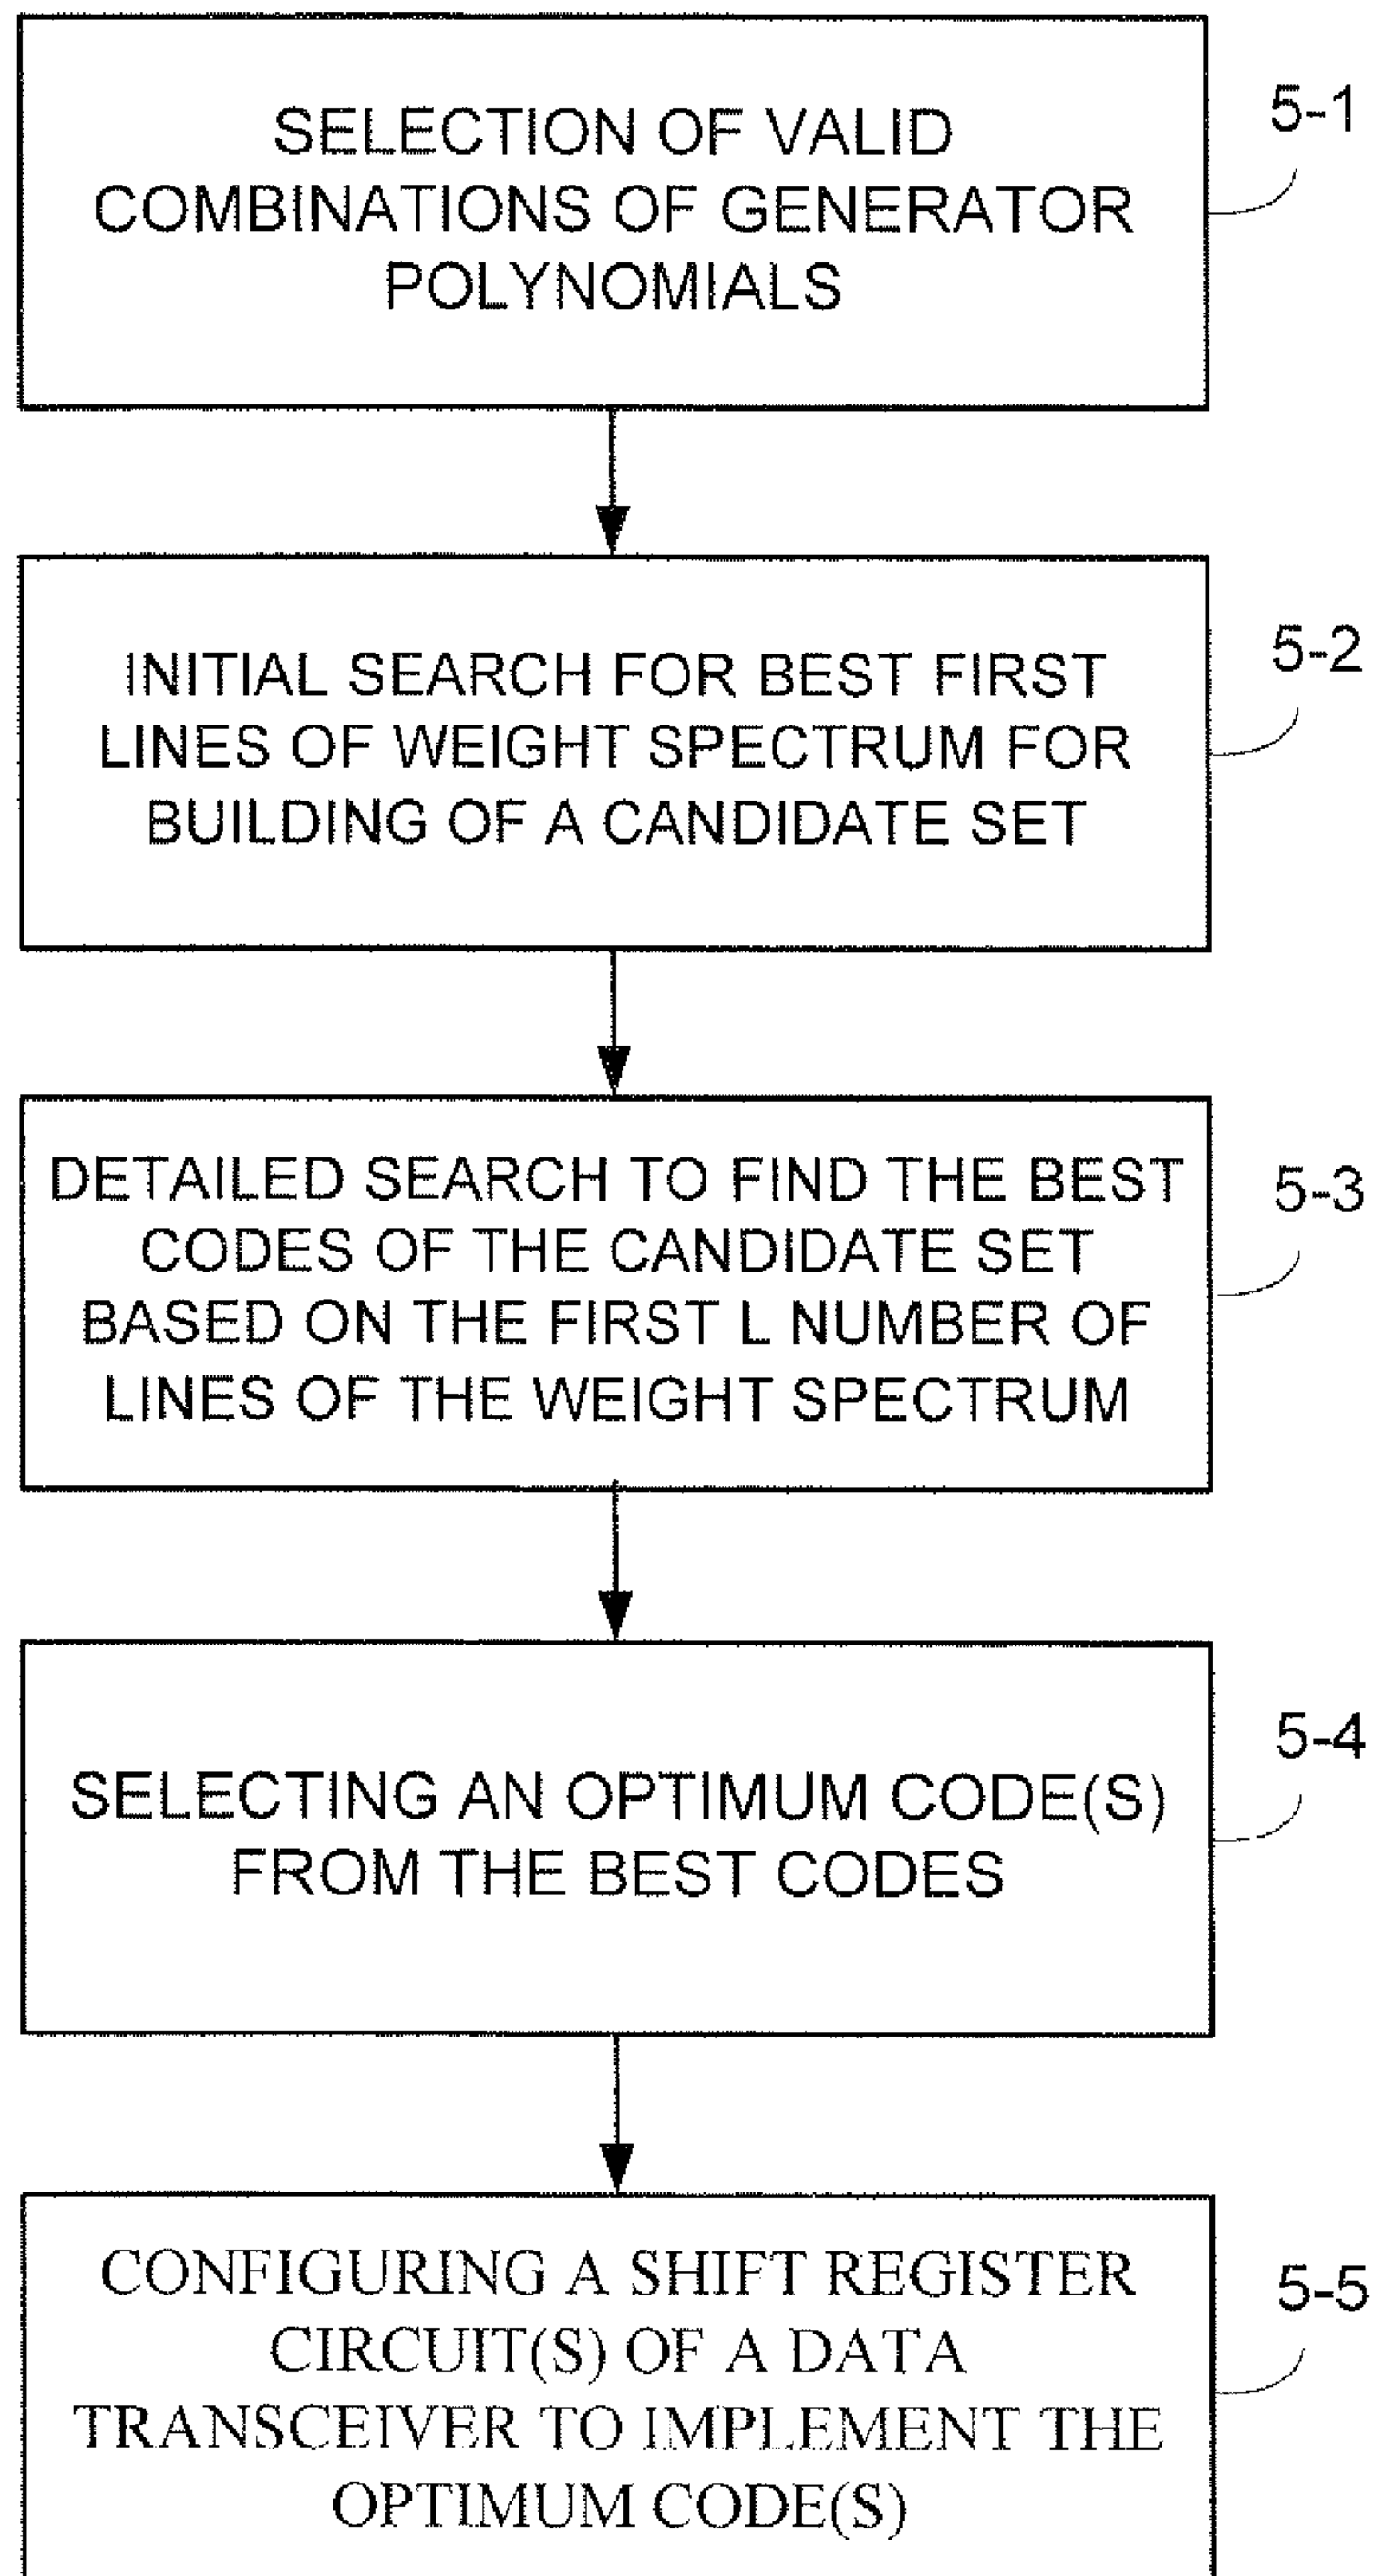 SELECTION OF VALID
COMBINATIONS OF GENERATOR
POLYNOMIALS
5-1
INITIAL SEARCH FOR BEST FIRST
LINES OF WEIGHT SPECTRUM FOR
BUILDING OF A CANDIDATE SET
5-2
DETAILED SEARCH TO FIND THE BEST
CODES OF THE CANDIDATE SET
BASED ON THE FIRST L NUMBER OF
LINES OF THE WEIGHT SPECTRUM
5-3
SELECTING AN OPTIMUM CODE(S)
FROM THE BEST CODES
5-4
CONFIGURING A SHIFT REGISTER
CIRCUIT(S) OF A DATA
TRANSCEIVER TO IMPLEMENT THE
OPTIMUM CODE(S)
5-5